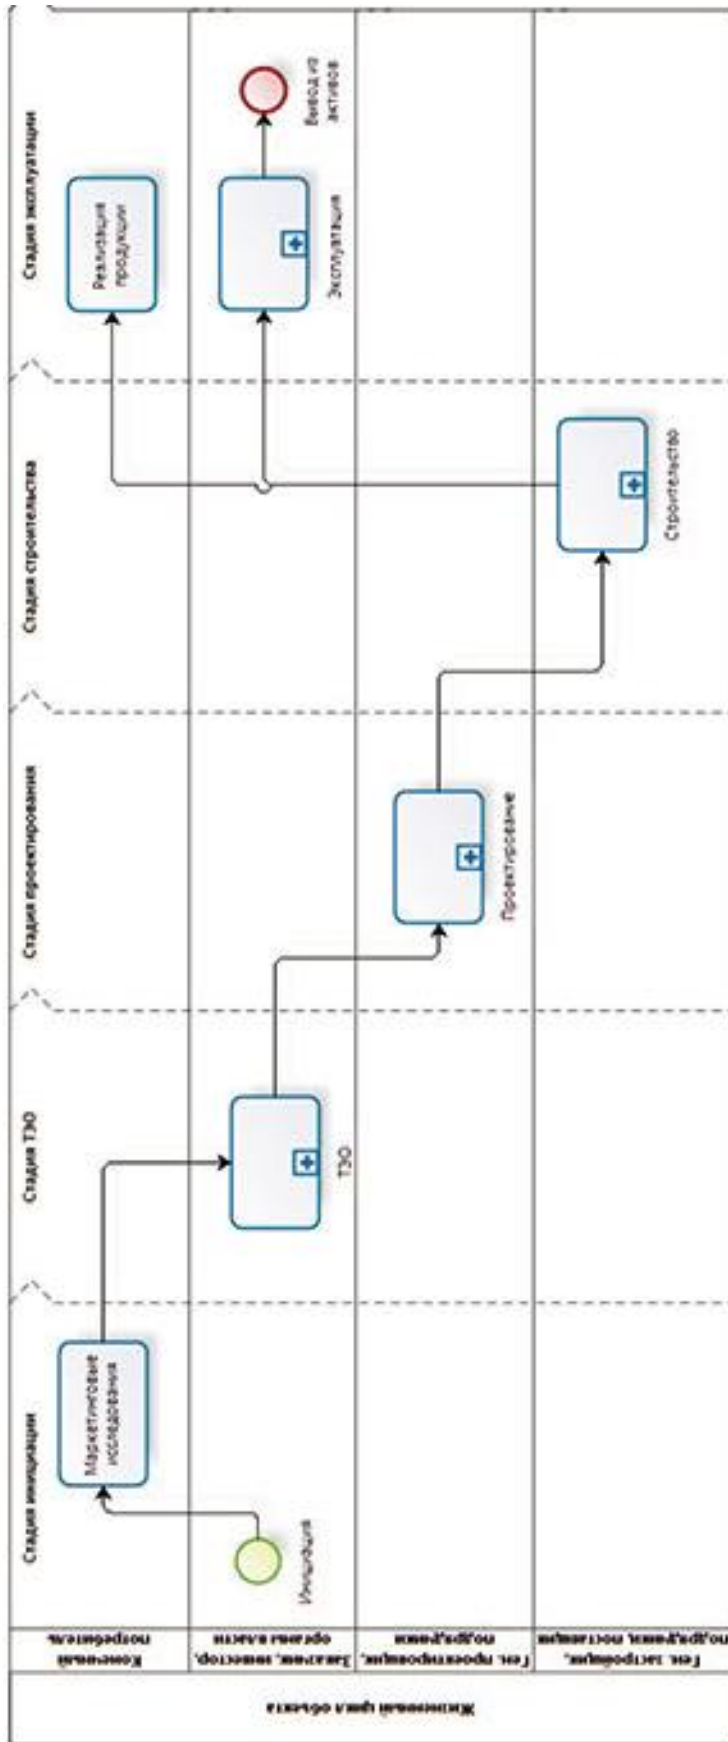 Жизненный цикл объекта
Конечный
потребитель
Заказчик, инвестор,
органы власти
Ген. проектировщик,
подрядчики
Ген. застройщик,
подрядчики, поставщики
Стадия инициации
Стадия ТЭО
Стадия проектирования
Стадия строительства
Стадия эксплуатации
Инициация
Маркетинговые
исследования
ТЭО
Проектирование
Строительство
Реализация
продукции
Эксплуатация
Вывод из
активов